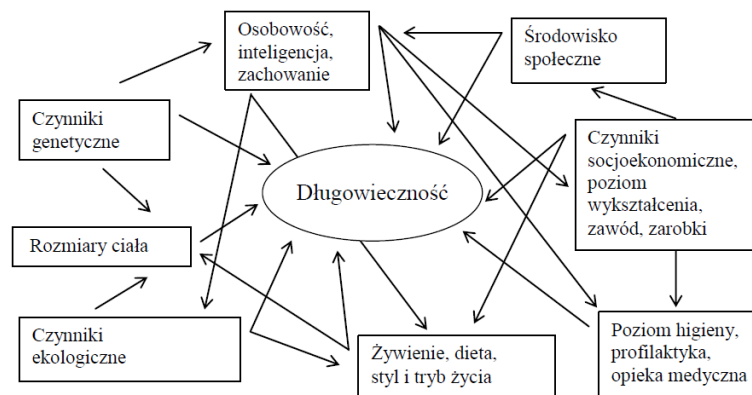 Osobowość,
inteligencja,
zachowanie
Środowisko
społeczne
Czynniki
genetyczne
Czynniki
socjoekonomiczne,
poziom
wykształcenia,
zawód, zarobki
Długowieczność
Rozmiary ciała
Czynniki
ekologiczne
Żywienie, dieta,
styl i tryb życia
Poziom higieny,
profilaktyka,
opieka medyczna